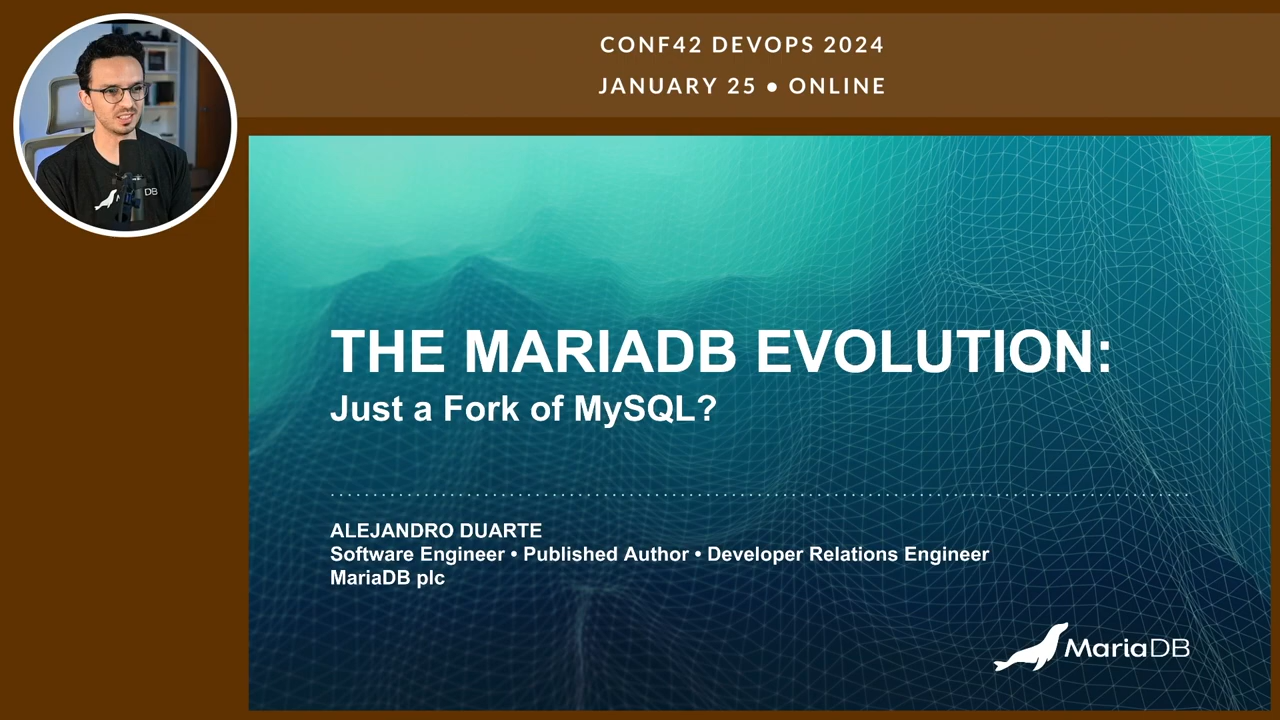 CONF42 DEVOPS 2024
JANUARY 25 • ONLINE
DB
THE MARIADB EVOLUTION:
Just a Fork of MySQL?
ALEJANDRO DUARTE
Software Engineer • Published Author • Developer Relations Engineer
MariaDB plc
MariaDB